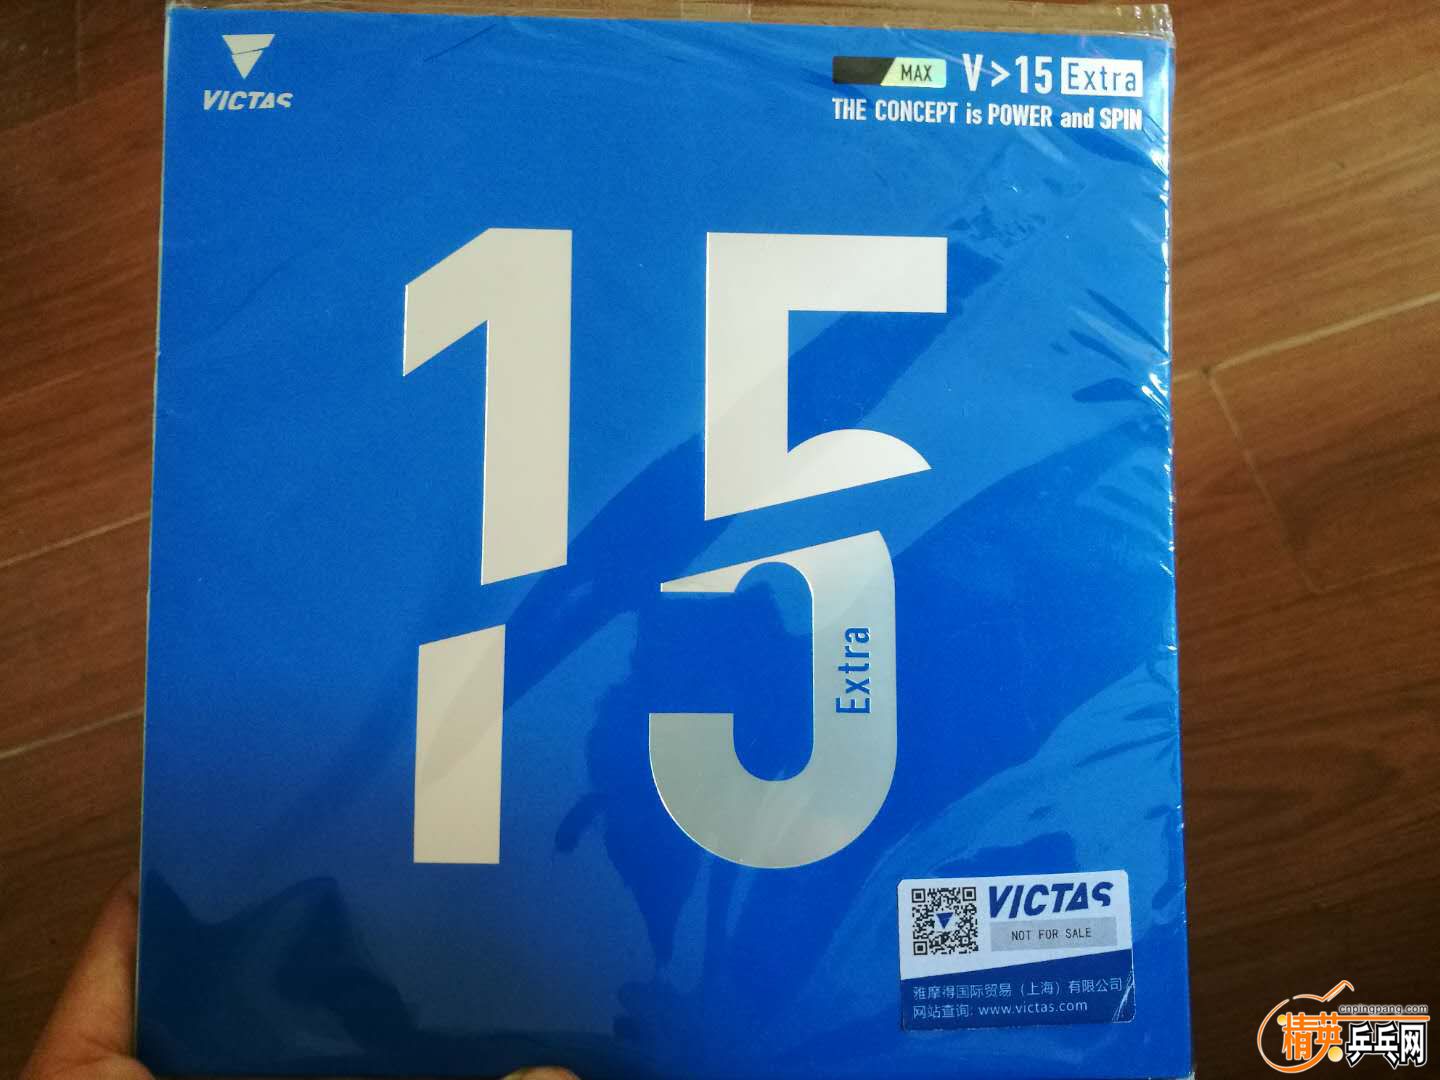 VICTAS
MAX V>15 Extra
THE CONCEPT is POWER and SPIN
15
Extra
VICTAS
NOT FOR SALE
雅摩得国际贸易（上海）有限公司
网站查询: www.victas.com
cnpingpang.com
精英乒乓网